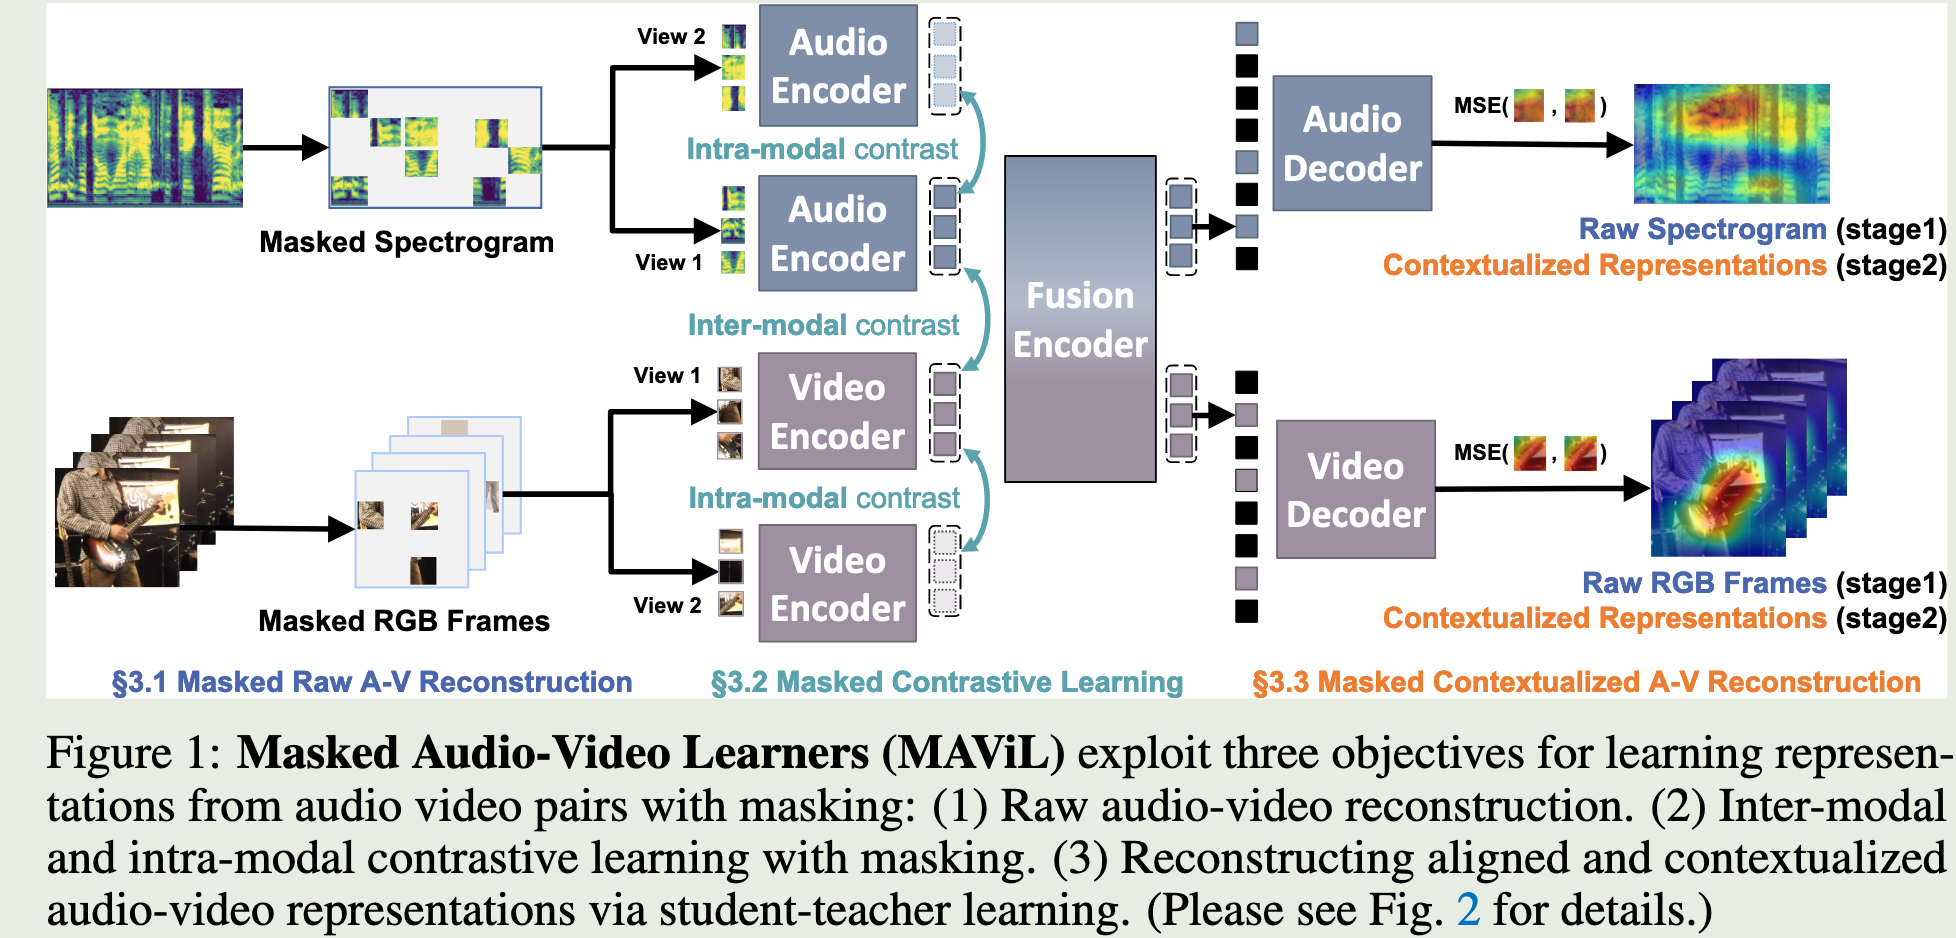 View 2
Audio
Encoder
Intra-modal contrast
Masked Spectrogram
Audio
Encoder
View 1
Inter-modal contrast
View 1
Video
Encoder
Intra-modal contrast
Video
Encoder
View 2
Masked RGB Frames
Fusion
Encoder
Audio
Decoder
MSE( , )
Raw Spectrogram (stage1)
Contextualized Representations (stage2)
Video
Decoder
MSE( , )
Raw RGB Frames (stage1)
Contextualized Representations (stage2)
§3.1 Masked Raw A-V Reconstruction
§3.2 Masked Contrastive Learning
§3.3 Masked Contextualized A-V Reconstruction
Figure 1: Masked Audio-Video Learners (MAViL) exploit three objectives for learning represen-
tations from audio video pairs with masking: (1) Raw audio-video reconstruction. (2) Inter-modal
and intra-modal contrastive learning with masking. (3) Reconstructing aligned and contextualized
audio-video representations via student-teacher learning. (Please see Fig. 2 for details.)